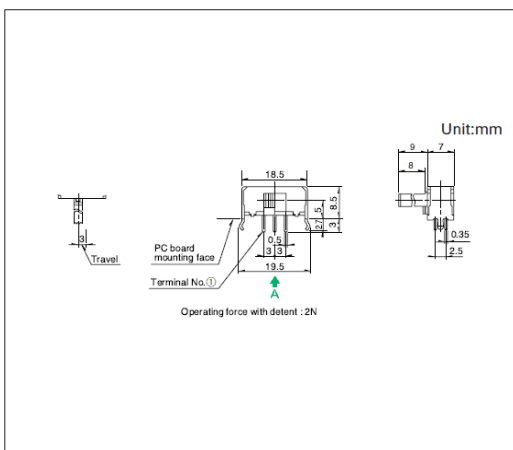 Unit:mm
9
7
8
18.5
5
8.5
2.7
3
0.5
3
3
19.5
3
Travel
PC board
mounting face
Terminal No.①
A
0.35
2.5
Operating force with detent : 2N